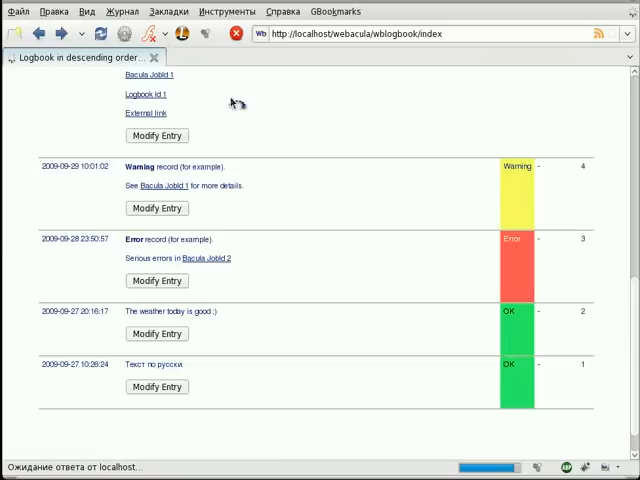 Файл Правка Вид Журнал Закладки Инструменты Справка GBookmarks
Wb http://localhost/webacula/wblogbook/index
Logbook in descending order...
Bacula JobId 1
Logbook Id 1
External link
Modify Entry
2009-09-29 10:01:02 Warning record (for example). Warning - 4
See Bacula JobId 1 for more details.
Modify Entry
2009-09-28 23:50:57 Error record (for example). Error - 3
Serious errors in Bacula JobId 2
Modify Entry
2009-09-27 20:16:17 The weather today is good ;) OK - 2
Modify Entry
2009-09-27 10:26:24 Текст по русски. OK - 1
Modify Entry
Ожидание ответа от localhost... ABP